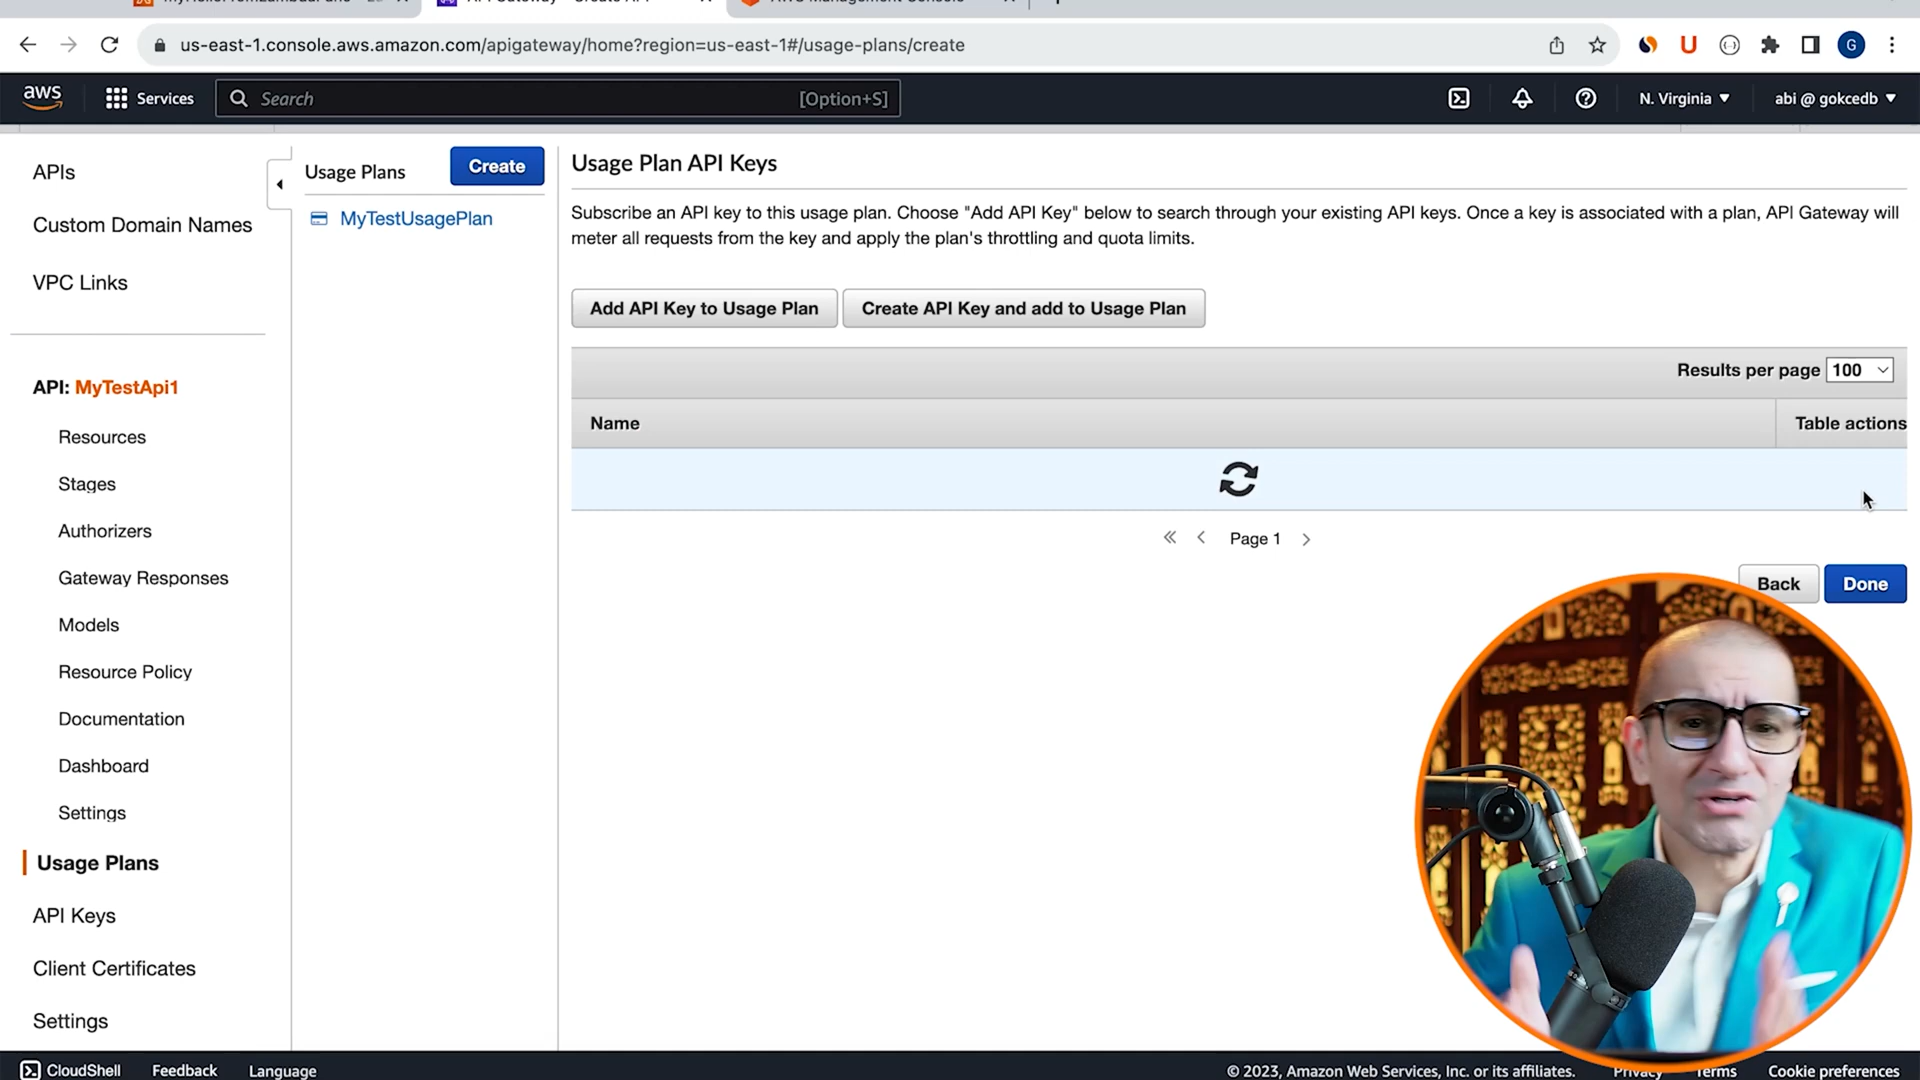 us-east-1.console.aws.amazon.com/apigateway/home?region=us-east-1#/usage-plans/create
G
aws
Services
Search
[Option+S]
N. Virginia
abi @ gokcedb
APIs
Custom Domain Names
VPC Links
API: MyTestApi1
Resources
Stages
Authorizers
Gateway Responses
Models
Resource Policy
Documentation
Dashboard
Settings
Usage Plans
API Keys
Client Certificates
Settings
Usage Plans
Create
MyTestUsagePlan
Usage Plan API Keys
Subscribe an API key to this usage plan. Choose "Add API Key" below to search through your existing API keys. Once a key is associated with a plan, API Gateway will
meter all requests from the key and apply the plan's throttling and quota limits.
Add API Key to Usage Plan
Create API Key and add to Usage Plan
Results per page 100
Name
Table actions
Page 1
Back
Done
CloudShell
Feedback
Language
© 2023, Amazon Web Services, Inc. or its affiliates.
Privacy
Terms
Cookie preferences